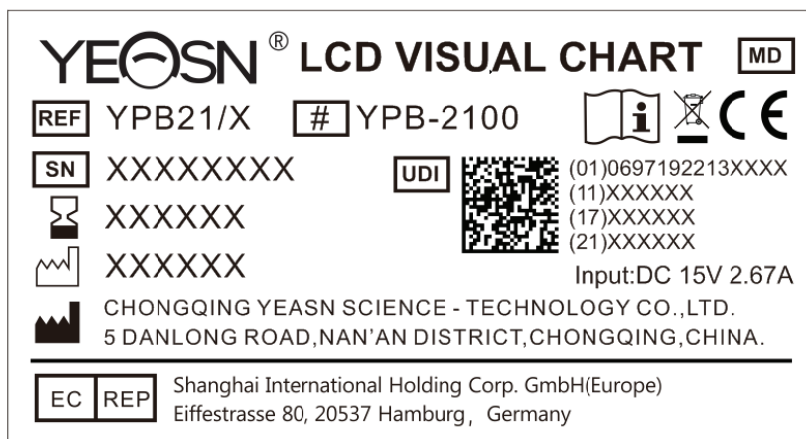 YEASN ® LCD VISUAL CHART MD
REF YPB21/X # YPB-2100
SN XXXXXXXX UDI (01)0697192213XXXX
(11)XXXXXX
XXXXXX (17)XXXXXX
(21)XXXXXX
XXXXXX Input:DC 15V 2.67A
CHONGQING YEASN SCIENCE - TECHNOLOGY CO.,LTD.
5 DANLONG ROAD,NAN'AN DISTRICT,CHONGQING,CHINA.
EC REP Shanghai International Holding Corp. GmbH(Europe)
Eiffestrasse 80, 20537 Hamburg, Germany